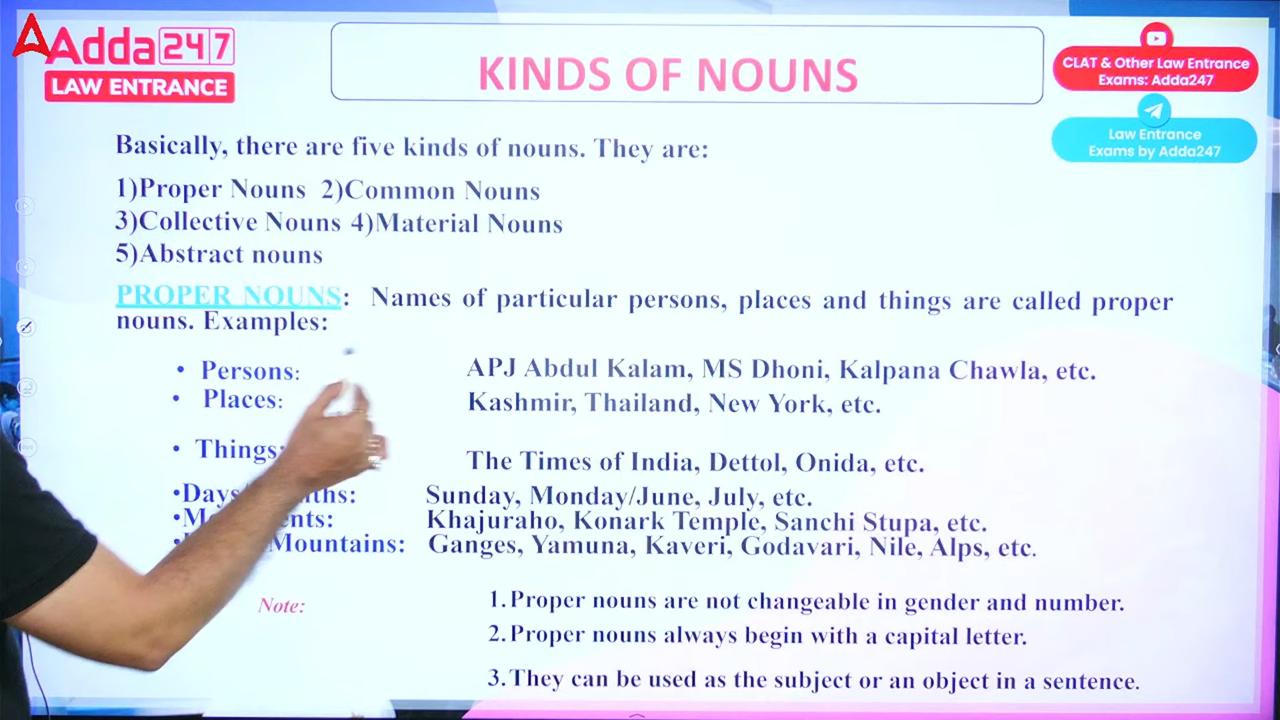 Adda247
LAW ENTRANCE
KINDS OF NOUNS
CLAT & Other Law Entrance
Exams: Adda247
Law Entrance
Exams by Adda247
Basically, there are five kinds of nouns. They are:
1)Proper Nouns 2)Common Nouns
3)Collective Nouns 4)Material Nouns
5)Abstract nouns
PROPER NOUNS: Names of particular persons, places and things are called proper
nouns. Examples:
• Persons: APJ Abdul Kalam, MS Dhoni, Kalpana Chawla, etc.
• Places: Kashmir, Thailand, New York, etc.
• Things: The Times of India, Dettol, Onida, etc.
•Days Sunday, Monday/June, July, etc.
• Khajuraho, Konark Temple, Sanchi Stupa, etc.
• Mountains: Ganges, Yamuna, Kaveri, Godavari, Nile, Alps, etc.
Note: 1.Proper nouns are not changeable in gender and number.
2.Proper nouns always begin with a capital letter.
3.They can be used as the subject or an object in a sentence.